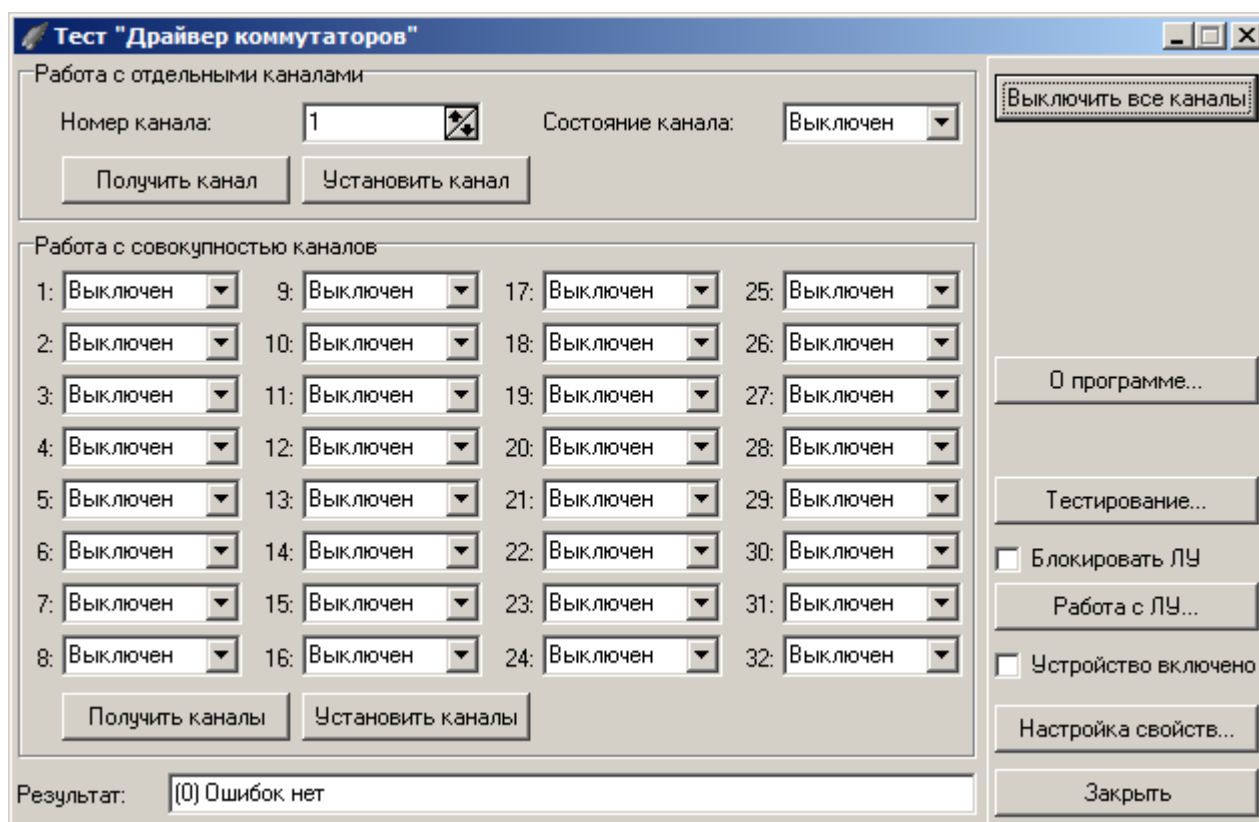 Тест "Драйвер коммутаторов"
Работа с отдельными каналами
Номер канала: 1 Состояние канала: Выключен
Получить канал Установить канал
Работа с совокупностью каналов
1: Выключен 9: Выключен 17: Выключен 25: Выключен
2: Выключен 10: Выключен 18: Выключен 26: Выключен
3: Выключен 11: Выключен 19: Выключен 27: Выключен
4: Выключен 12: Выключен 20: Выключен 28: Выключен
5: Выключен 13: Выключен 21: Выключен 29: Выключен
6: Выключен 14: Выключен 22: Выключен 30: Выключен
7: Выключен 15: Выключен 23: Выключен 31: Выключен
8: Выключен 16: Выключен 24: Выключен 32: Выключен
Получить каналы Установить каналы
Результат: (0) Ошибок нет
Выключить все каналы
О программе...
Тестирование...
Блокировать ЛУ
Работа с ЛУ...
Устройство включено
Настройка свойств...
Закрыть